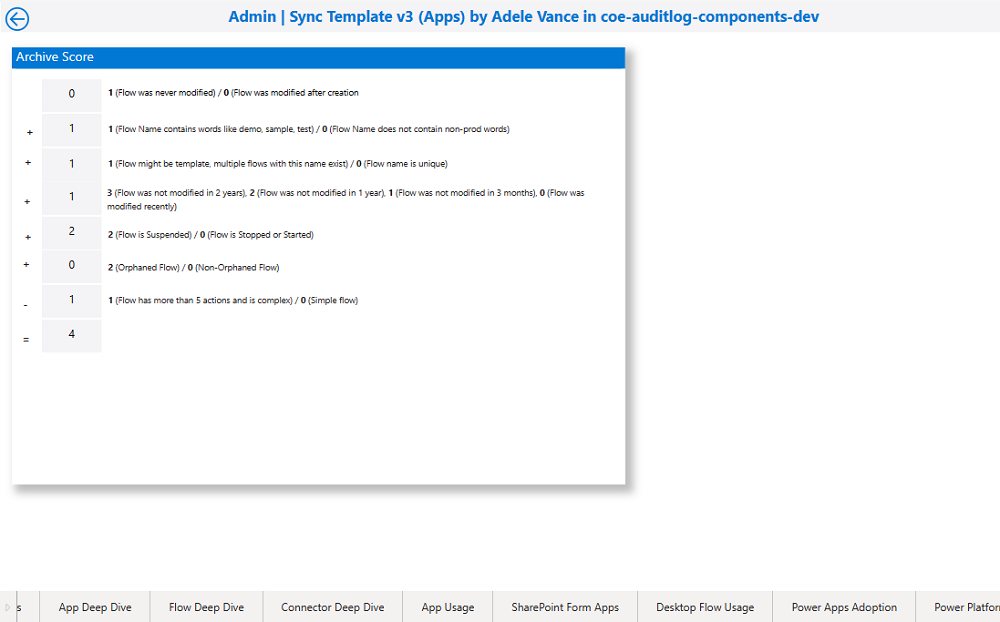 Admin | Sync Template v3 (Apps) by Adele Vance in coe-auditlog-components-dev
Archive Score
0 1 (Flow was never modified) / 0 (Flow was modified after creation
+ 1 1 (Flow Name contains words like demo, sample, test) / 0 (Flow Name does not contain non-prod words)
+ 1 1 (Flow might be template, multiple flows with this name exist) / 0 (Flow name is unique)
+ 1 3 (Flow was not modified in 2 years), 2 (Flow was not modified in 1 year), 1 (Flow was not modified in 3 months), 0 (Flow was
modified recently)
+ 2 2 (Flow is Suspended) / 0 (Flow is Stopped or Started)
+ 0 2 (Orphaned Flow) / 0 (Non-Orphaned Flow)
- 1 1 (Flow has more than 5 actions and is complex) / 0 (Simple flow)
= 4
s App Deep Dive Flow Deep Dive Connector Deep Dive App Usage SharePoint Form Apps Desktop Flow Usage Power Apps Adoption Power Platfor